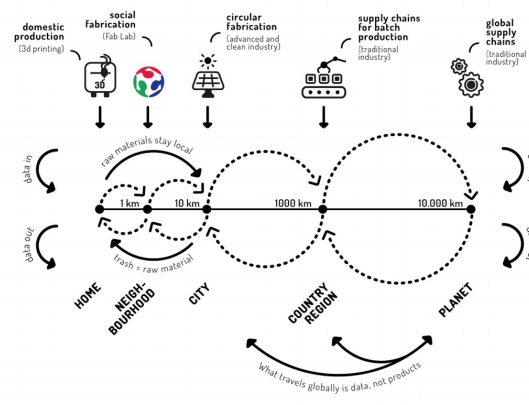 domestic
production
(3d printing)
social
fabrication
(Fab Lab)
circular
fabrication
(advanced and
clean industry)
supply chains
for batch
production
(traditional
industry)
global
supply
chains
(traditional
industry)
3D
data in
raw materials stay local
1 km
10 km
1000 km
10.000 km
data out
trash = raw material
HOME
NEIGH-
BOURHOOD
CITY
COUNTRY
REGION
PLANET
What travels globally is data, not products